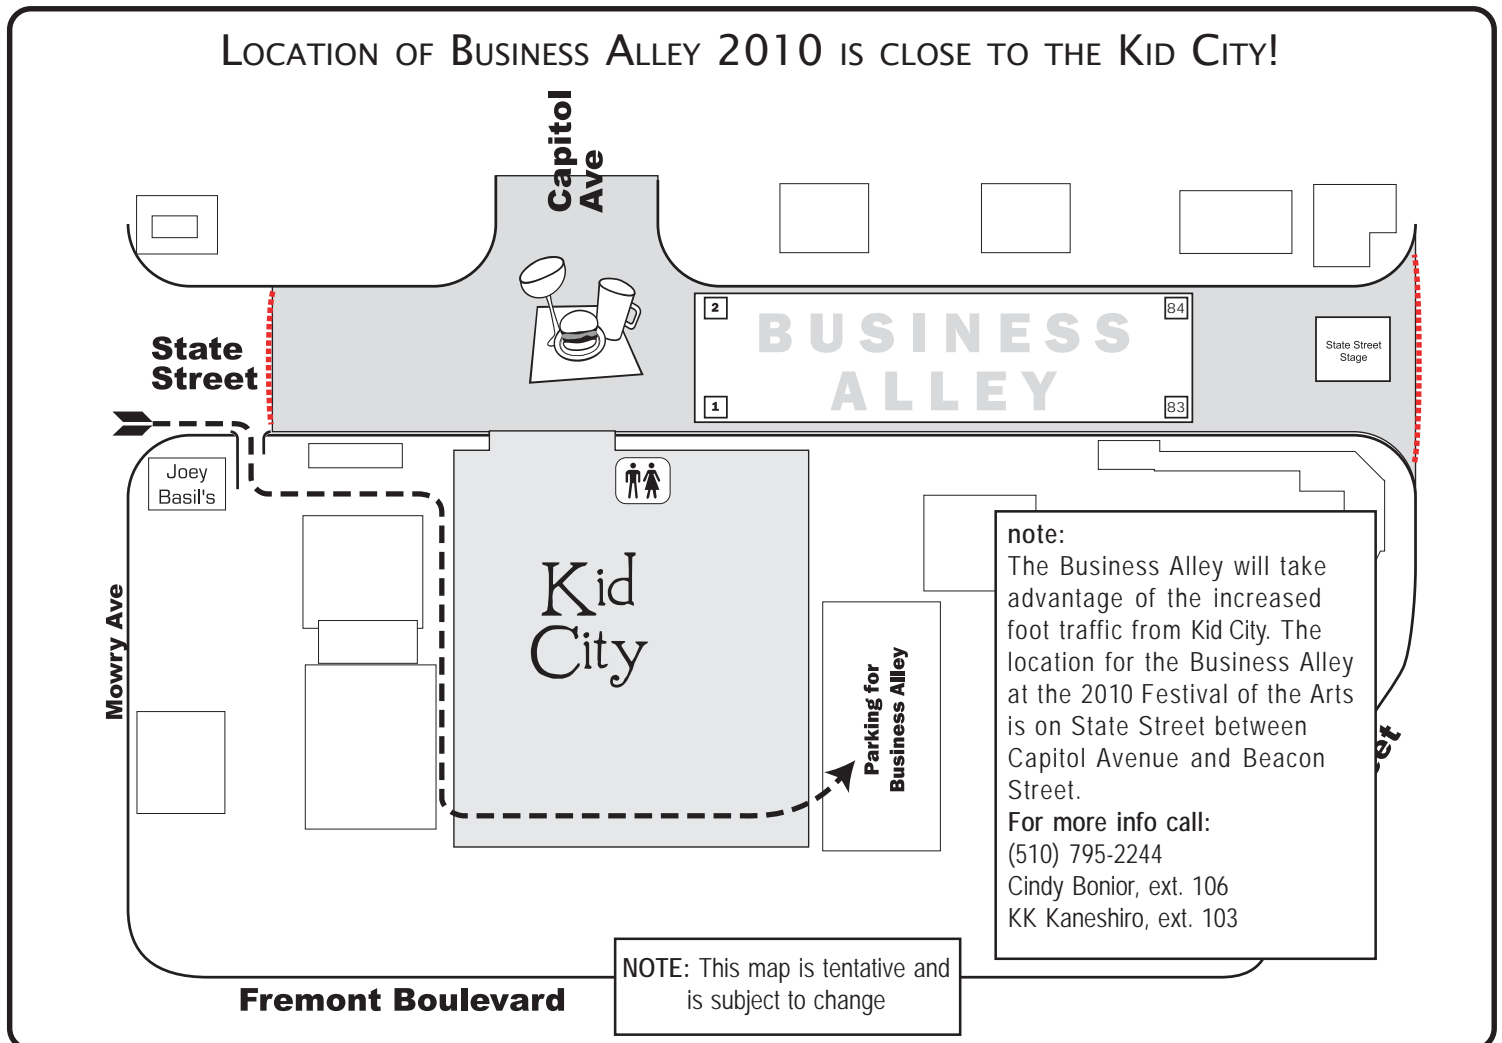 LOCATION OF BUSINESS ALLEY 2010 IS CLOSE TO THE KID CITY!
Capitol
Ave
State
Street
2
84
BUSINESS
ALLEY
1
83
State Street
Stage
Joey
Basil's
Mowry Ave
Kid
City
Parking for
Business Alley
note:
The Business Alley will take
advantage of the increased
foot traffic from Kid City. The
location for the Business Alley
at the 2010 Festival of the Arts
is on State Street between
Capitol Avenue and Beacon
Street.
For more info call:
(510) 795-2244
Cindy Bonior, ext. 106
KK Kaneshiro, ext. 103
NOTE: This map is tentative and
is subject to change
Fremont Boulevard